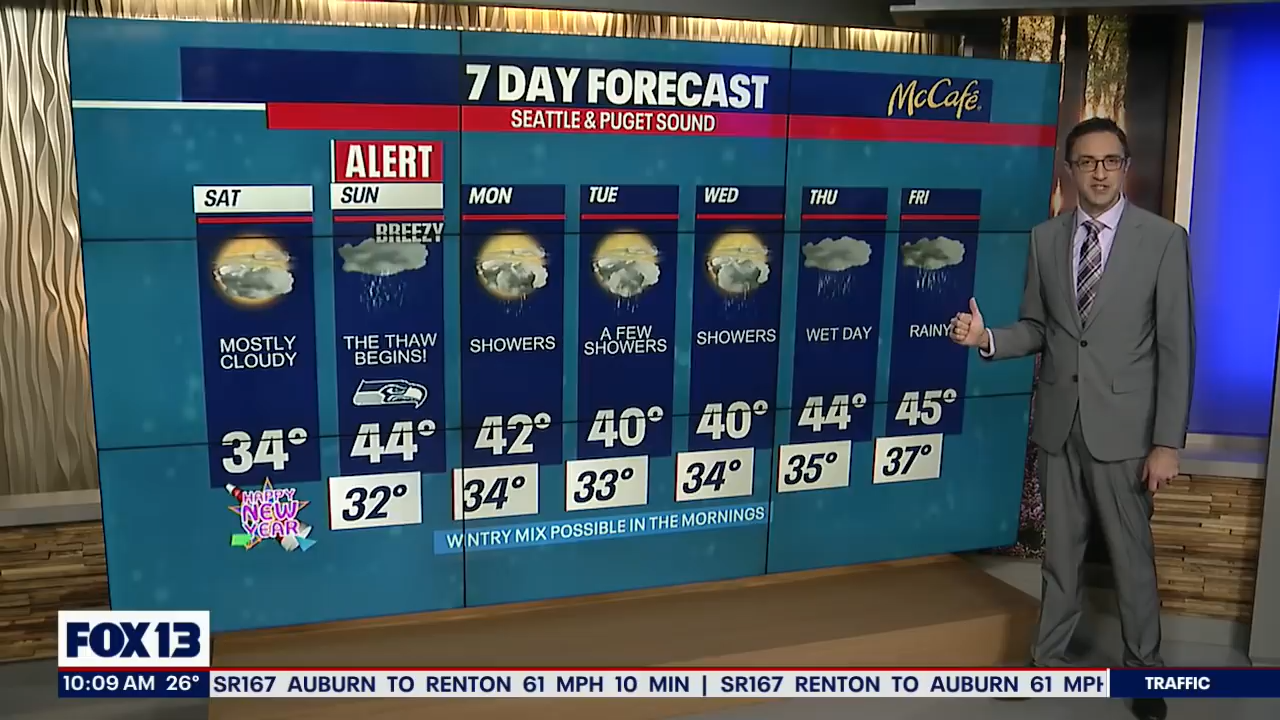 7 DAY FORECAST
McCafé
SEATTLE & PUGET SOUND
ALERT
SAT
SUN
MON
TUE
WED
THU
FRI
BREEZY
MOSTLY
CLOUDY
THE THAW
BEGINS!
SHOWERS
A FEW
SHOWERS
SHOWERS
WET DAY
RAINY
34°
44°
42°
40°
40°
44°
45°
HAPPY
NEW
YEAR
32°
34°
33°
34°
35°
37°
WINTRY MIX POSSIBLE IN THE MORNINGS
FOX 13
10:09 AM 26°
SR167 AUBURN TO RENTON 61 MPH 10 MIN | SR167 RENTON TO AUBURN 61 MPH
TRAFFIC